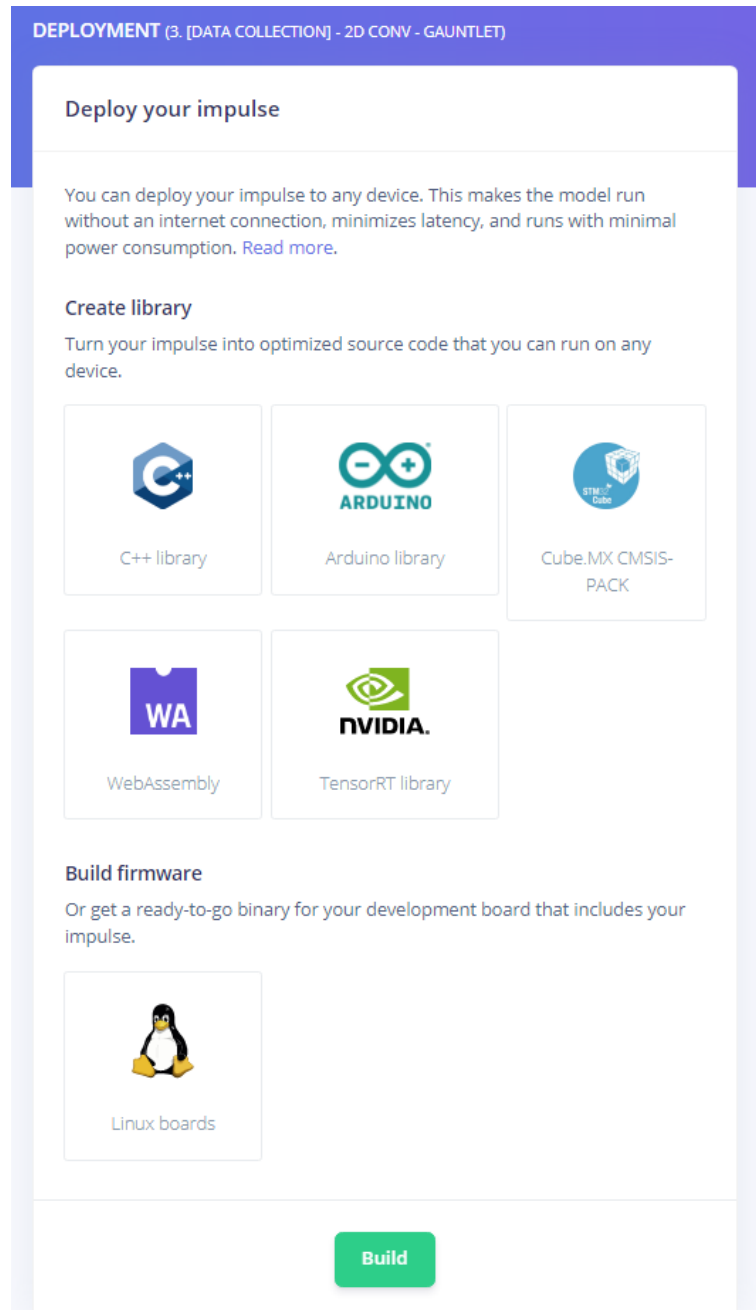 DEPLOYMENT (3. [DATA COLLECTION] - 2D CONV - GAUNTLET)
Deploy your impulse
You can deploy your impulse to any device. This makes the model run
without an internet connection, minimizes latency, and runs with minimal
power consumption. Read more.
Create library
Turn your impulse into optimized source code that you can run on any
device.
C++
ARDUINO
STM32
Cube
C++ library
Arduino library
Cube.MX CMSIS-
PACK
WA
NVIDIA.
WebAssembly
TensorRT library
Build firmware
Or get a ready-to-go binary for your development board that includes your
impulse.
Linux boards
Build